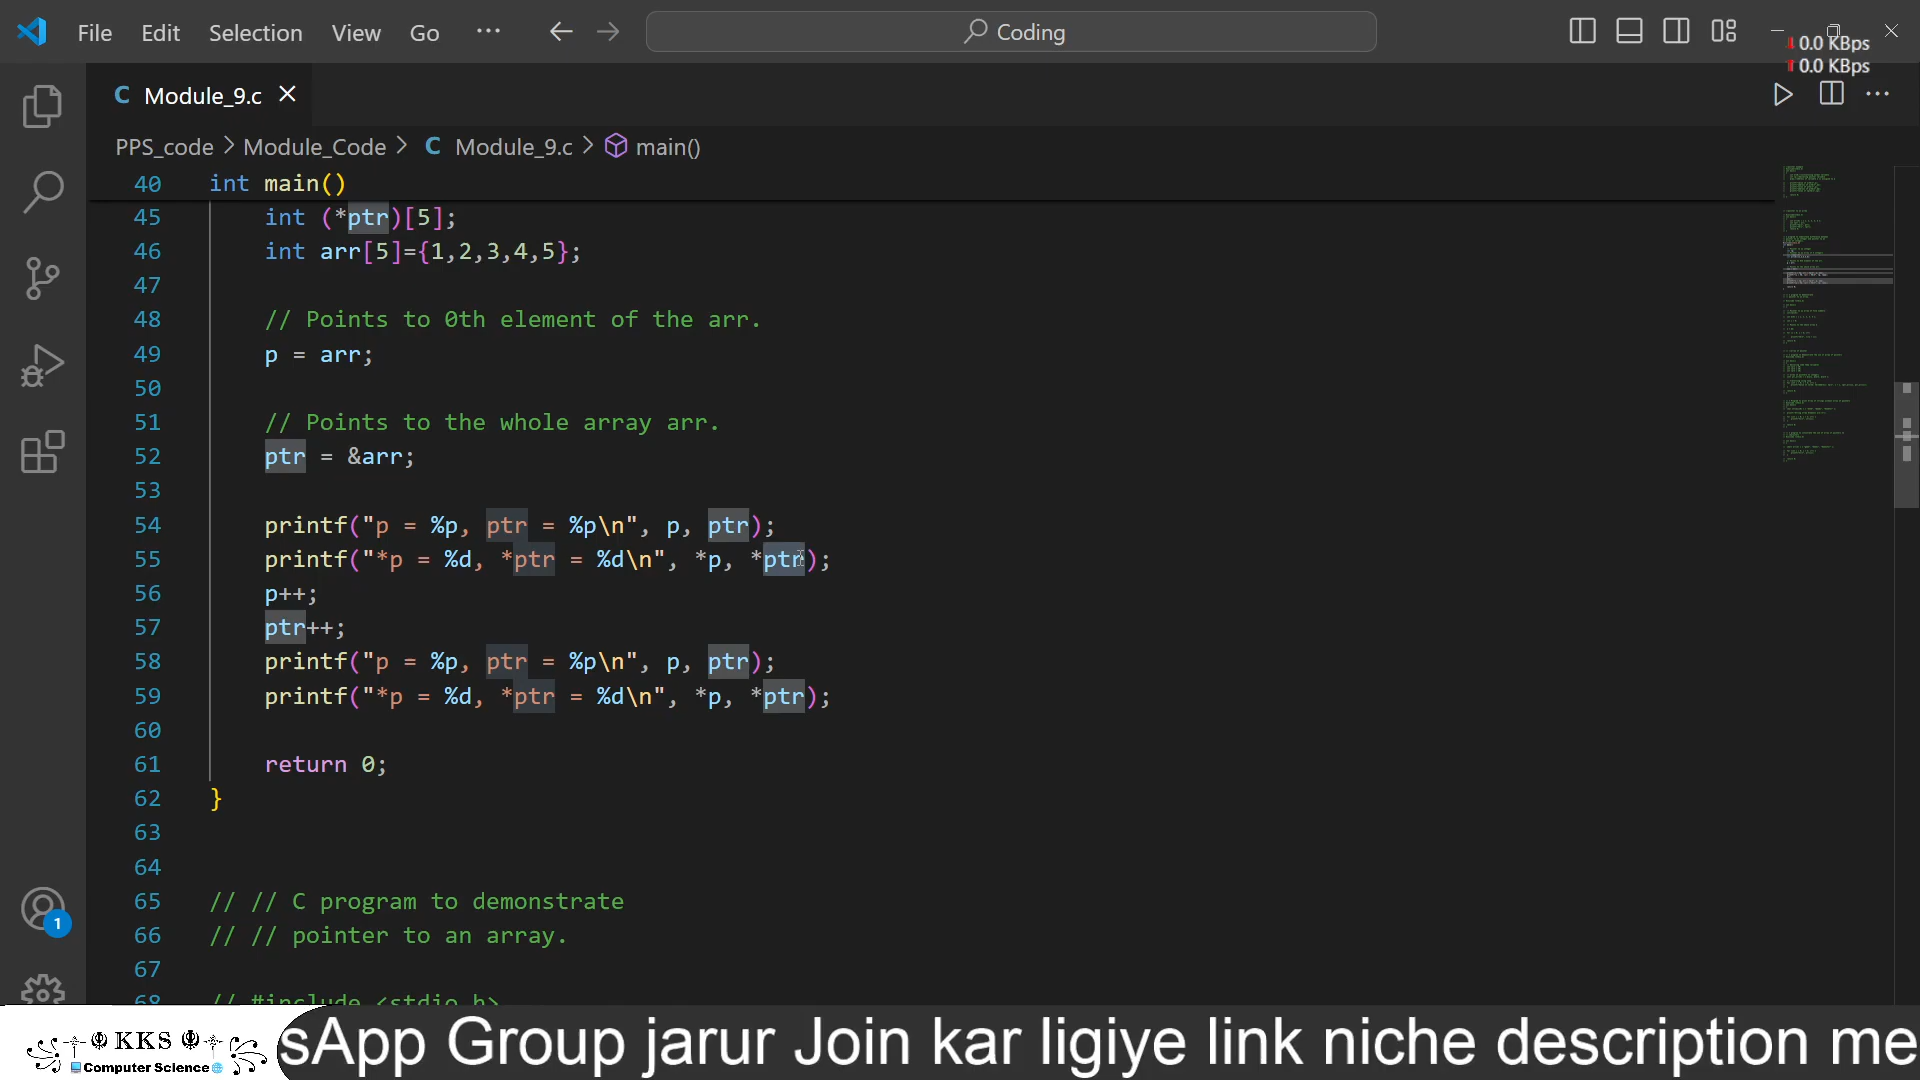 File Edit Selection View Go ··· Coding
0.0 KBps
0.0 KBps
C Module_9.c
PPS_code > Module_Code > C Module_9.c > main()
40 int main()
45 int (*ptr)[5];
46 int arr[5]={1,2,3,4,5};
47
48 // Points to 0th element of the arr.
49 p = arr;
50
51 // Points to the whole array arr.
52 ptr = &arr;
53
54 printf("p = %p, ptr = %p\n", p, ptr);
55 printf("*p = %d, *ptr = %d\n", *p, *ptr);
56 p++;
57 ptr++;
58 printf("p = %p, ptr = %p\n", p, ptr);
59 printf("*p = %d, *ptr = %d\n", *p, *ptr);
60
61 return 0;
62 }
63
64
65 // // C program to demonstrate
66 // // pointer to an array.
67
68 // #include <stdio.h>
1
KKS
Computer Science
sApp Group jarur Join kar ligiye link niche description me